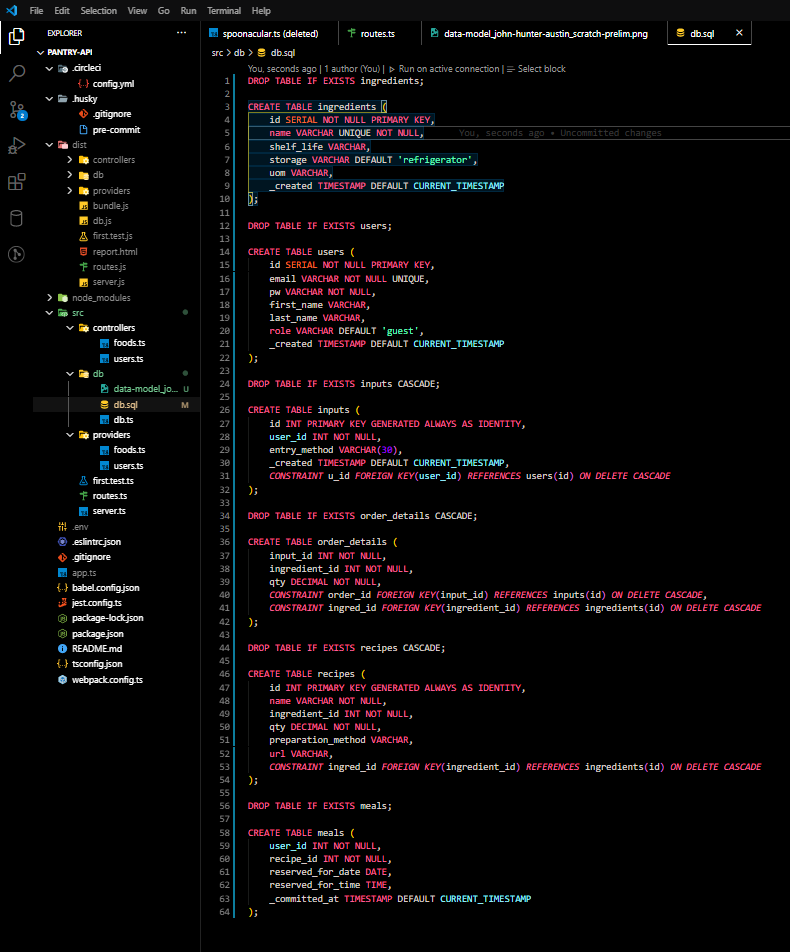 File Edit Selection View Go Run Terminal Help
EXPLORER
PANTRY-API
.circleci
config.yml
.husky
.gitignore
pre-commit
dist
controllers
db
providers
bundle.js
db.js
first.test.js
report.html
routes.js
server.js
node_modules
src
controllers
foods.ts
users.ts
db
data-model_jo... U
db.sql M
db.ts
providers
foods.ts
users.ts
first.test.ts
routes.ts
server.ts
.env
.eslintrc.json
.gitignore
app.ts
babel.config.json
jest.config.ts
package-lock.json
package.json
README.md
tsconfig.json
webpack.config.ts
2
spoonacular.ts (deleted) routes.ts data-model_john-hunter-austin_scratch-prelim.png db.sql
src > db > db.sql
You, seconds ago | 1 author (You) | Run on active connection | Select block
1 DROP TABLE IF EXISTS ingredients;
2
3 CREATE TABLE ingredients (
4 id SERIAL NOT NULL PRIMARY KEY,
5 name VARCHAR UNIQUE NOT NULL, You, seconds ago • Uncommitted changes
6 shelf_life VARCHAR,
7 storage VARCHAR DEFAULT 'refrigerator',
8 uom VARCHAR,
9 _created TIMESTAMP DEFAULT CURRENT_TIMESTAMP
10 );
11
12 DROP TABLE IF EXISTS users;
13
14 CREATE TABLE users (
15 id SERIAL NOT NULL PRIMARY KEY,
16 email VARCHAR NOT NULL UNIQUE,
17 pw VARCHAR NOT NULL,
18 first_name VARCHAR,
19 last_name VARCHAR,
20 role VARCHAR DEFAULT 'guest',
21 _created TIMESTAMP DEFAULT CURRENT_TIMESTAMP
22 );
23
24 DROP TABLE IF EXISTS inputs CASCADE;
25
26 CREATE TABLE inputs (
27 id INT PRIMARY KEY GENERATED ALWAYS AS IDENTITY,
28 user_id INT NOT NULL,
29 entry_method VARCHAR(30),
30 _created TIMESTAMP DEFAULT CURRENT_TIMESTAMP,
31 CONSTRAINT u_id FOREIGN KEY(user_id) REFERENCES users(id) ON DELETE CASCADE
32 );
33
34 DROP TABLE IF EXISTS order_details CASCADE;
35
36 CREATE TABLE order_details (
37 input_id INT NOT NULL,
38 ingredient_id INT NOT NULL,
39 qty DECIMAL NOT NULL,
40 CONSTRAINT order_id FOREIGN KEY(input_id) REFERENCES inputs(id) ON DELETE CASCADE,
41 CONSTRAINT ingred_id FOREIGN KEY(ingredient_id) REFERENCES ingredients(id) ON DELETE CASCADE
42 );
43
44 DROP TABLE IF EXISTS recipes CASCADE;
45
46 CREATE TABLE recipes (
47 id INT PRIMARY KEY GENERATED ALWAYS AS IDENTITY,
48 name VARCHAR NOT NULL,
49 ingredient_id INT NOT NULL,
50 qty DECIMAL NOT NULL,
51 preparation_method VARCHAR,
52 url VARCHAR,
53 CONSTRAINT ingred_id FOREIGN KEY(ingredient_id) REFERENCES ingredients(id) ON DELETE CASCADE
54 );
55
56 DROP TABLE IF EXISTS meals;
57
58 CREATE TABLE meals (
59 user_id INT NOT NULL,
60 recipe_id INT NOT NULL,
61 reserved_for_date DATE,
62 reserved_for_time TIME,
63 _committed_at TIMESTAMP DEFAULT CURRENT_TIMESTAMP
64 );